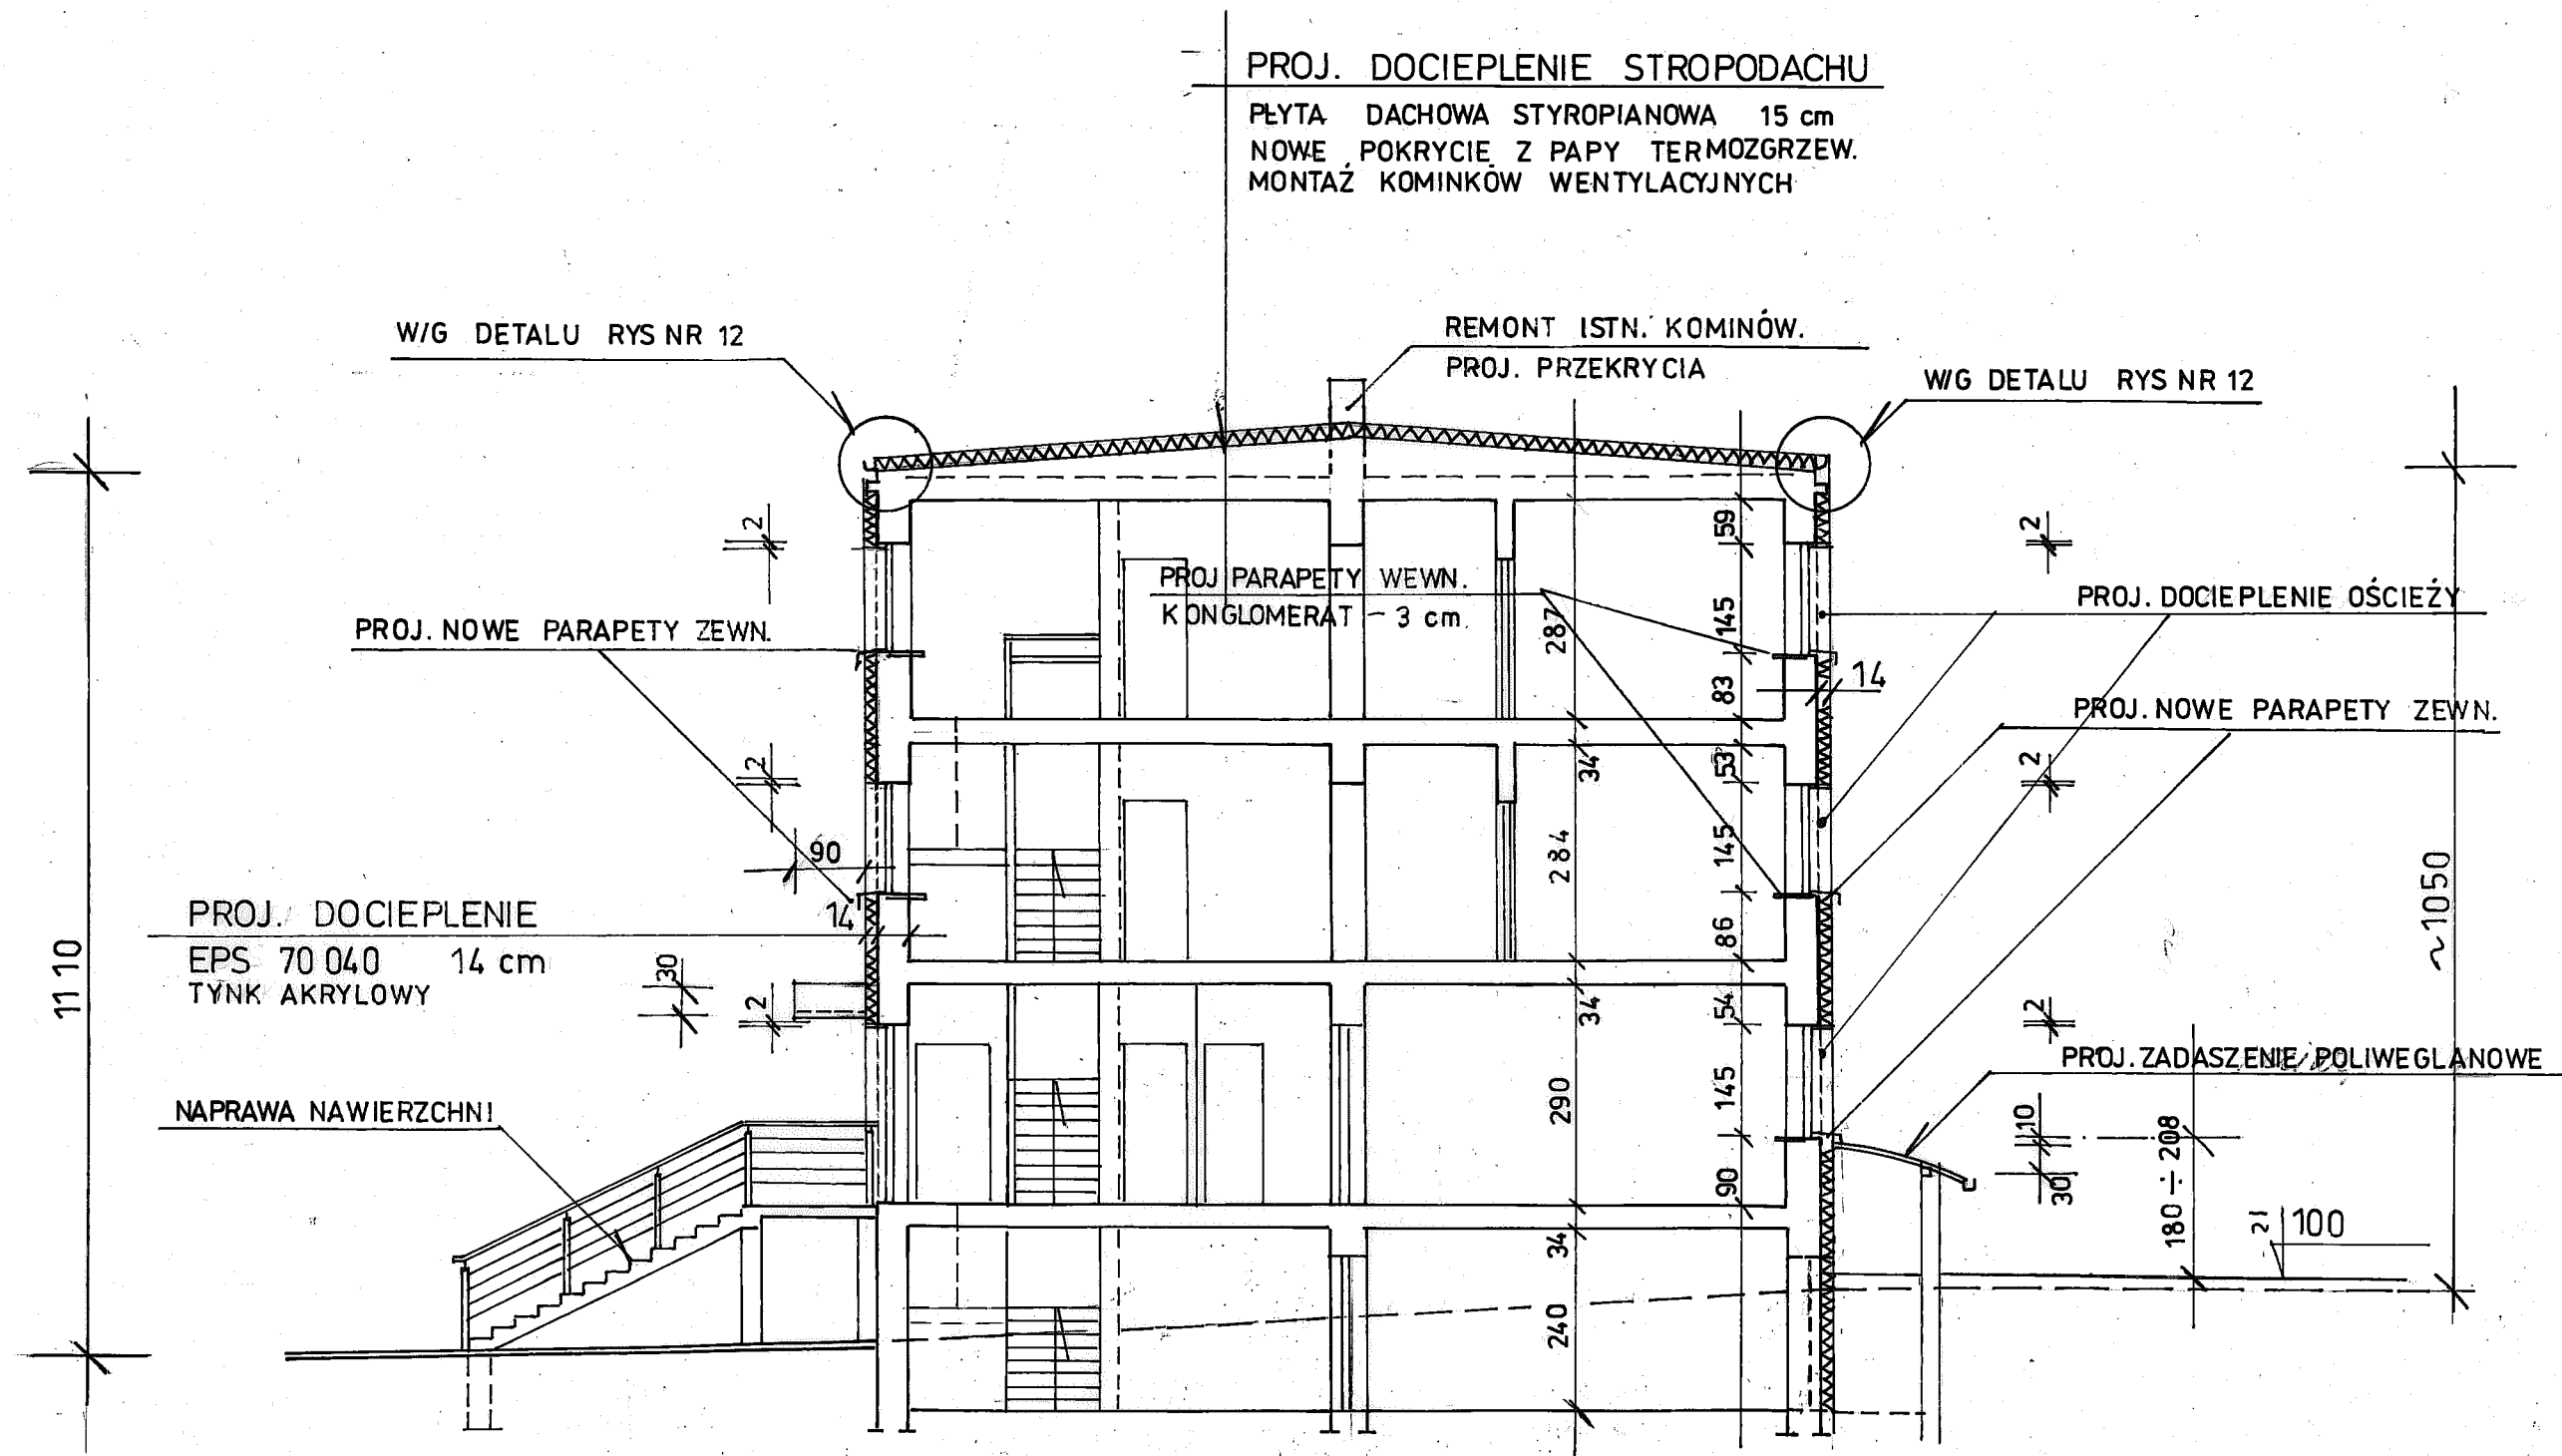 PROJ. DOCIEPLENIE STROPODACHU
PŁYTA DACHOWA STYROPIANOWA 15 cm
NOWE POKRYCIE Z PAPY TERMOZGRZEW.
MONTAŻ KOMINKÓW WENTYLACYJNYCH
W/G DETALU RYS NR 12
REMONT ISTN. KOMINÓW.
PROJ. PRZEKRYCIA
W/G DETALU RYS NR 12
2
59
2
PROJ PARAPETY WEWN.
KONGLOMERAT - 3 cm
287
145
PROJ. DOCIEPLENIE OŚCIEŻY
PROJ. NOWE PARAPETY ZEWN.
83
14
PROJ. NOWE PARAPETY ZEWN.
2
34
53
2
90
284
145
PROJ. DOCIEPLENIE
14
86
~1050
EPS 70 040 14 cm
TYNK AKRYLOWY
30
2
1110
34
54
2
PROJ. ZADASZENIE POLIWEGLANOWE
NAPRAWA NAWIERZCHNI
290
145
10
180÷208
90
30
34
2
100
240